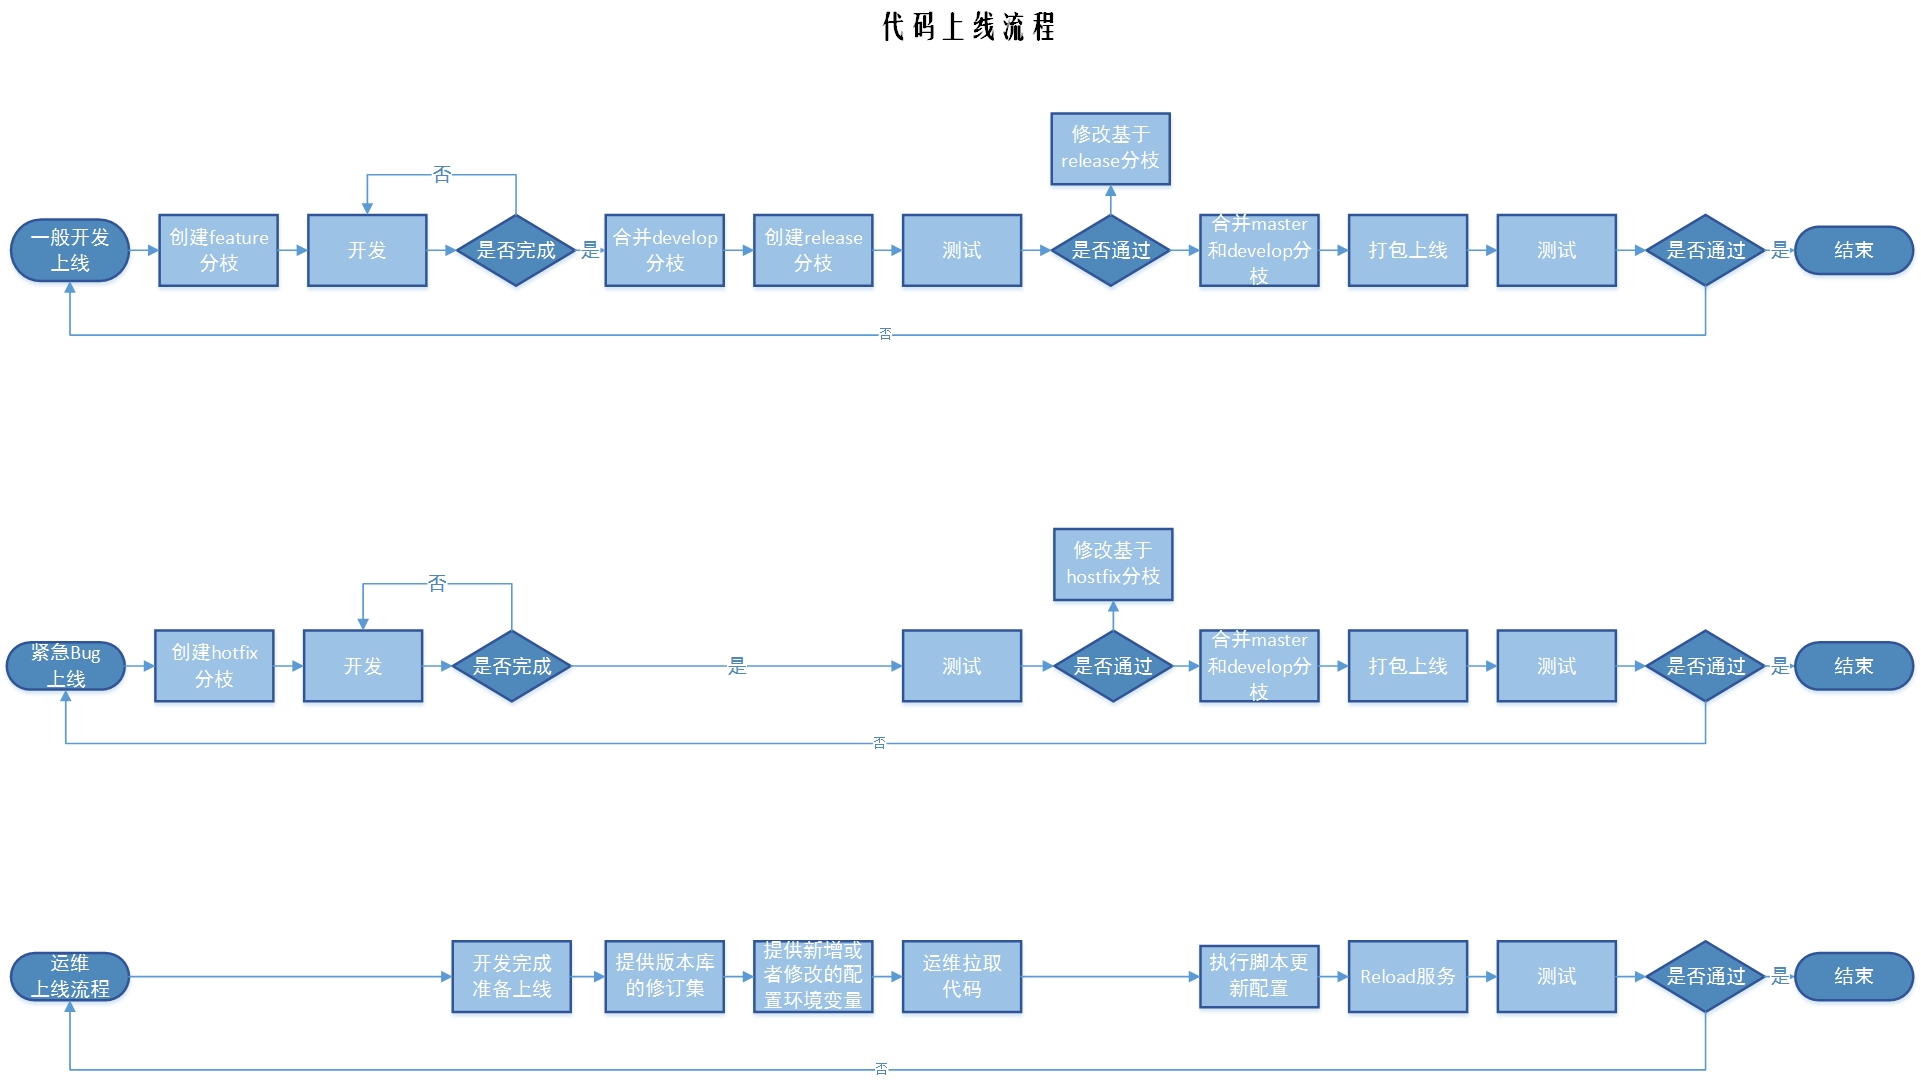 代码上线流程
修改基于
release分枝
否
一般开发
上线
创建feature
分枝
开发
是否完成
是
合并develop
分枝
创建release
分枝
测试
是否通过
合并master
和develop分
枝
打包上线
测试
是否通过
是
结束
否
修改基于
hostfix分枝
否
紧急Bug
上线
创建hotfix
分枝
开发
是否完成
是
测试
是否通过
合并master
和develop分
枝
打包上线
测试
是否通过
是
结束
否
运维
上线流程
开发完成
准备上线
提供版本库
的修订集
提供新增或
者修改的配
置环境变量
运维拉取
代码
执行脚本更
新配置
Reload服务
测试
是否通过
是
结束
否